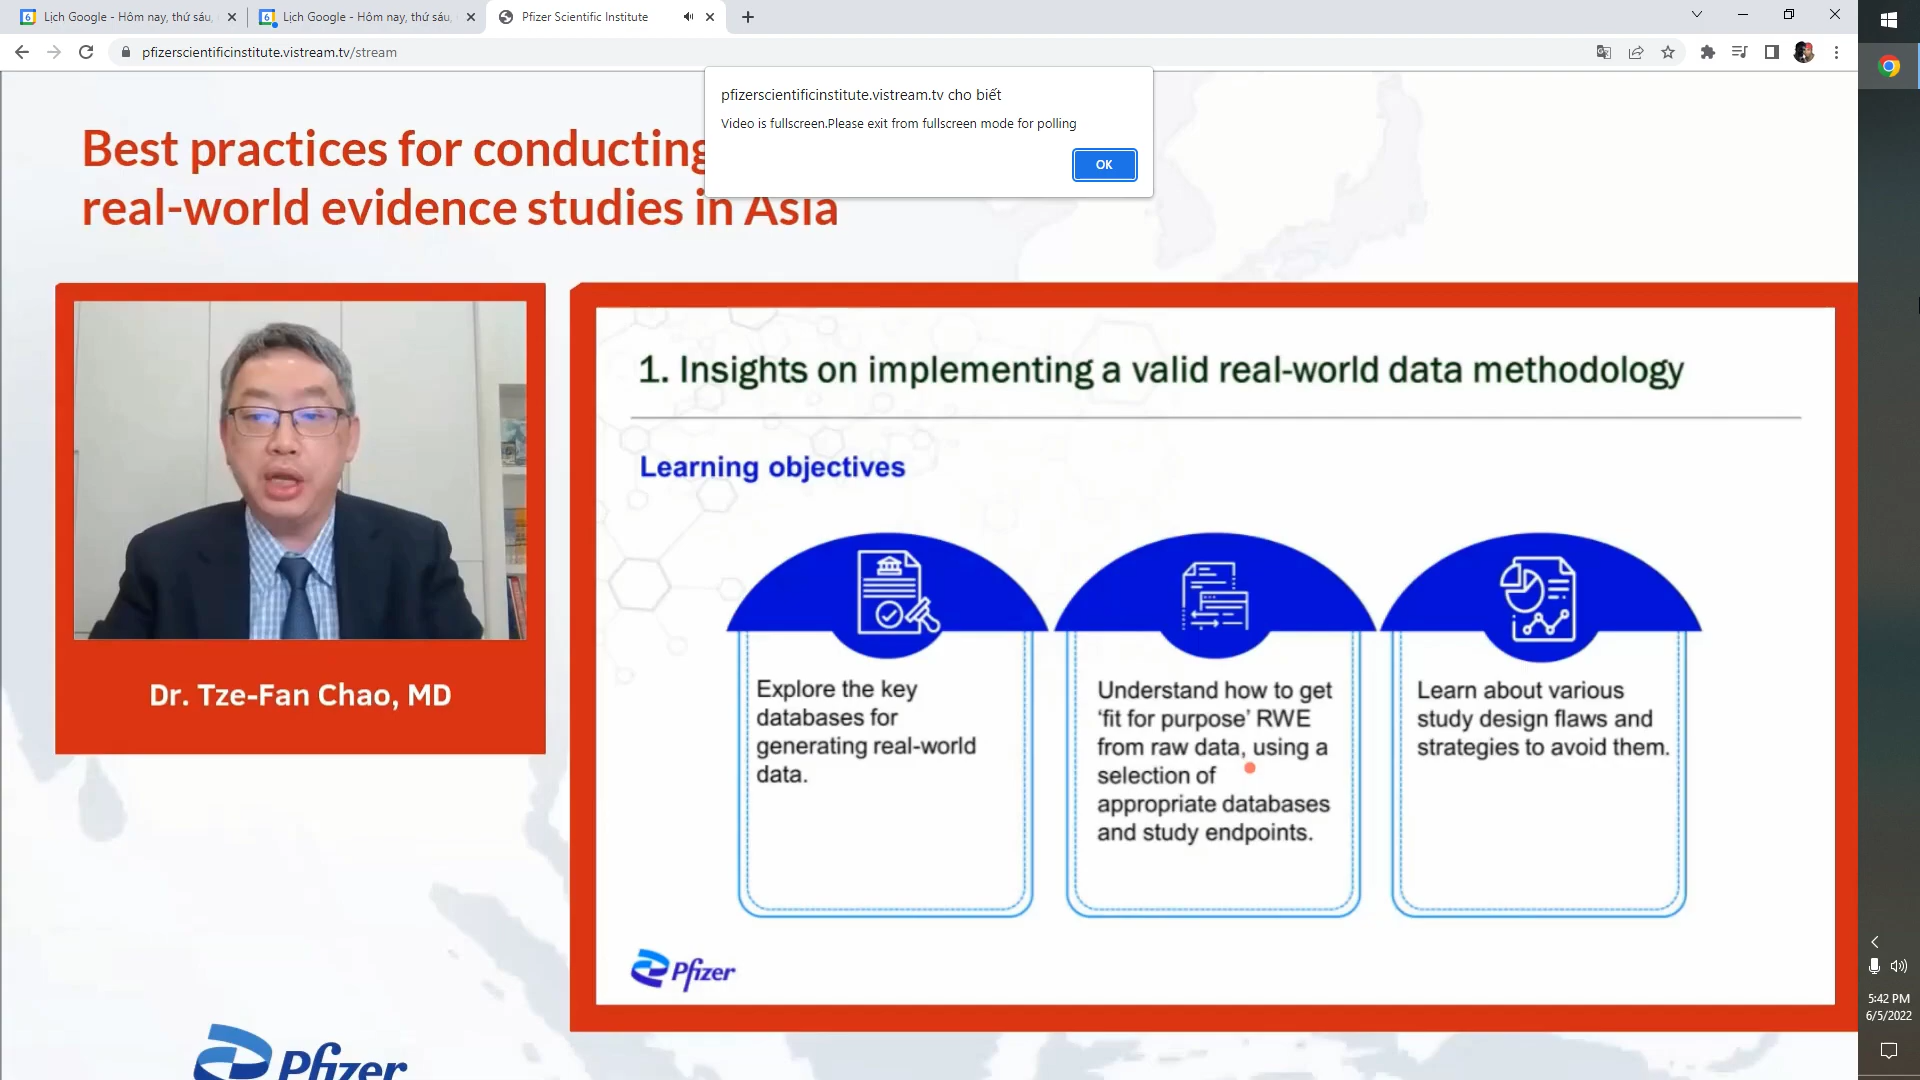 Lịch Google - Hôm nay, thứ sáu,
Lịch Google - Hôm nay, thứ sáu,
Pfizer Scientific Institute
pfizerscientificinstitute.vistream.tv/stream
pfizerscientificinstitute.vistream.tv cho biết
Video is fullscreen.Please exit from fullscreen mode for polling
OK
Best practices for conducting
real-world evidence studies in Asia
1. Insights on implementing a valid real-world data methodology
Learning objectives
Explore the key
databases for
generating real-world
data.
Understand how to get
‘fit for purpose’ RWE
from raw data, using a
selection of
appropriate databases
and study endpoints.
Learn about various
study design flaws and
strategies to avoid them.
Dr. Tze-Fan Chao, MD
Pfizer
Pfizer
5:42 PM
6/5/2022